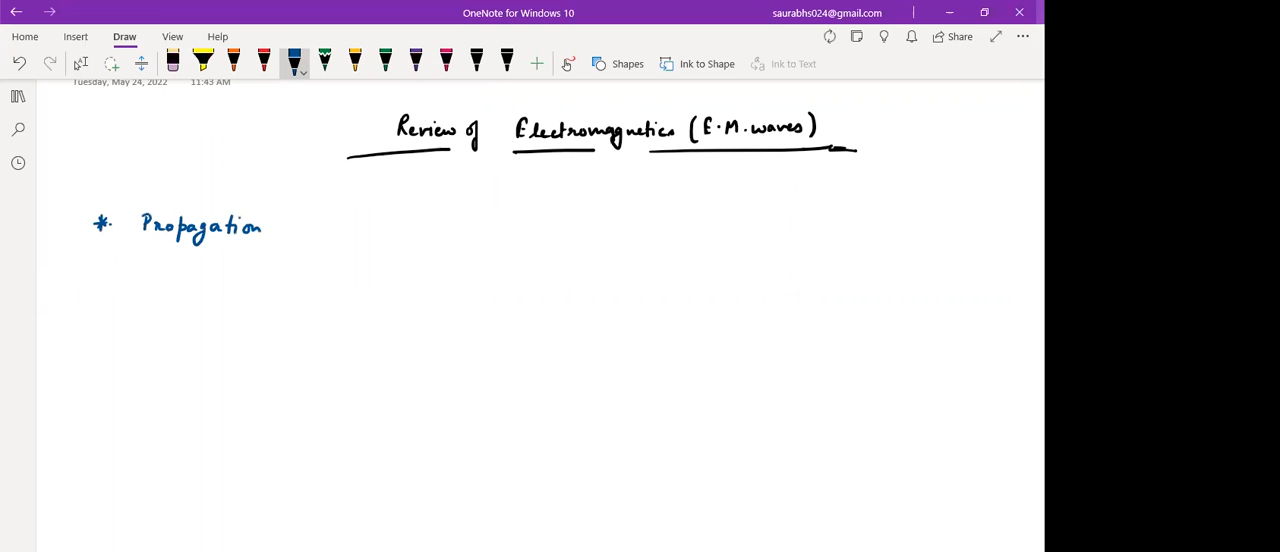 OneNote for Windows 10
saurabhs024@gmail.com
Home Insert Draw View Help
Share
Shapes Ink to Shape Ink to Text
Tuesday, May 24, 2022 11:43 AM
Review of Electromagnetics (E.M. waves)
* Propagation